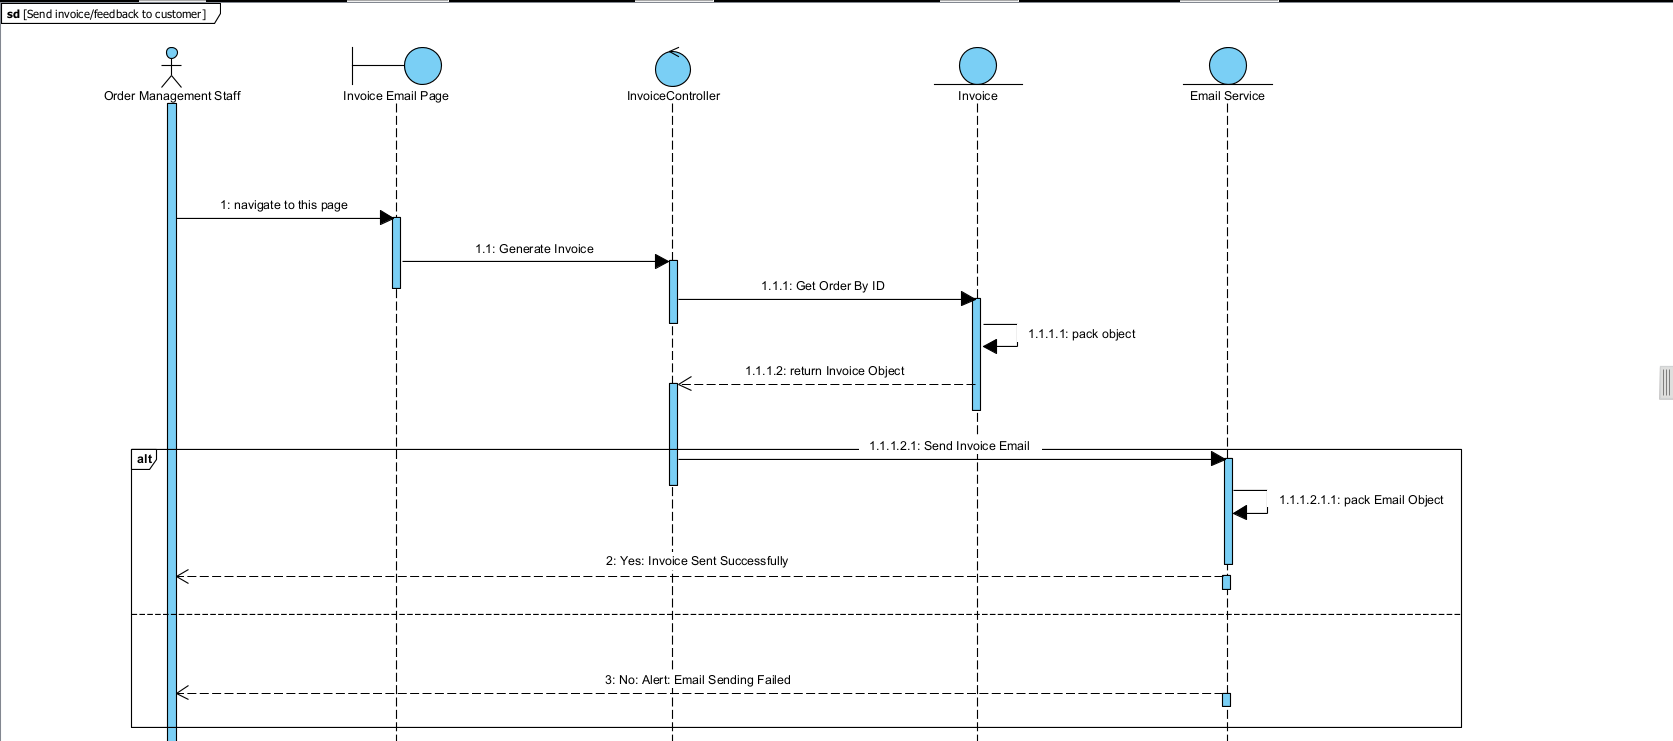 sd [Send invoice/feedback to customer]
Order Management Staff
Invoice Email Page
InvoiceController
Invoice
Email Service
1: navigate to this page
1.1: Generate Invoice
1.1.1: Get Order By ID
1.1.1.1: pack object
1.1.1.2: return Invoice Object
1.1.1.2.1: Send Invoice Email
alt
1.1.1.2.1.1: pack Email Object
2: Yes: Invoice Sent Successfully
3: No: Alert: Email Sending Failed